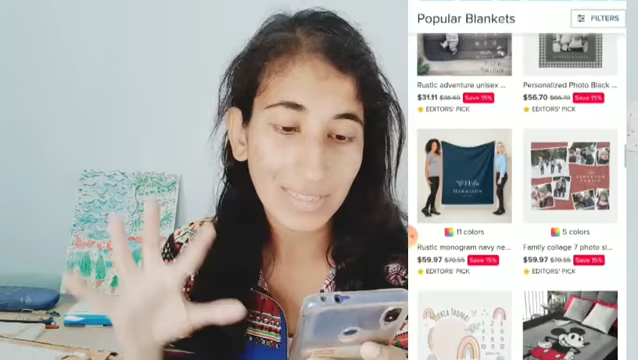 Popular Blankets
FILTERS
Rustic adventure unisex ...
Personalized Photo Black ...
$31.11 $36.60 Save 15%
$56.70 $66.70 Save 15%
EDITORS' PICK
EDITORS' PICK
11 colors
5 colors
Rustic monogram navy ne...
Family collage 7 photo si...
$59.97 $70.55 Save 15%
$59.97 $70.55 Save 15%
EDITORS' PICK
EDITORS' PICK